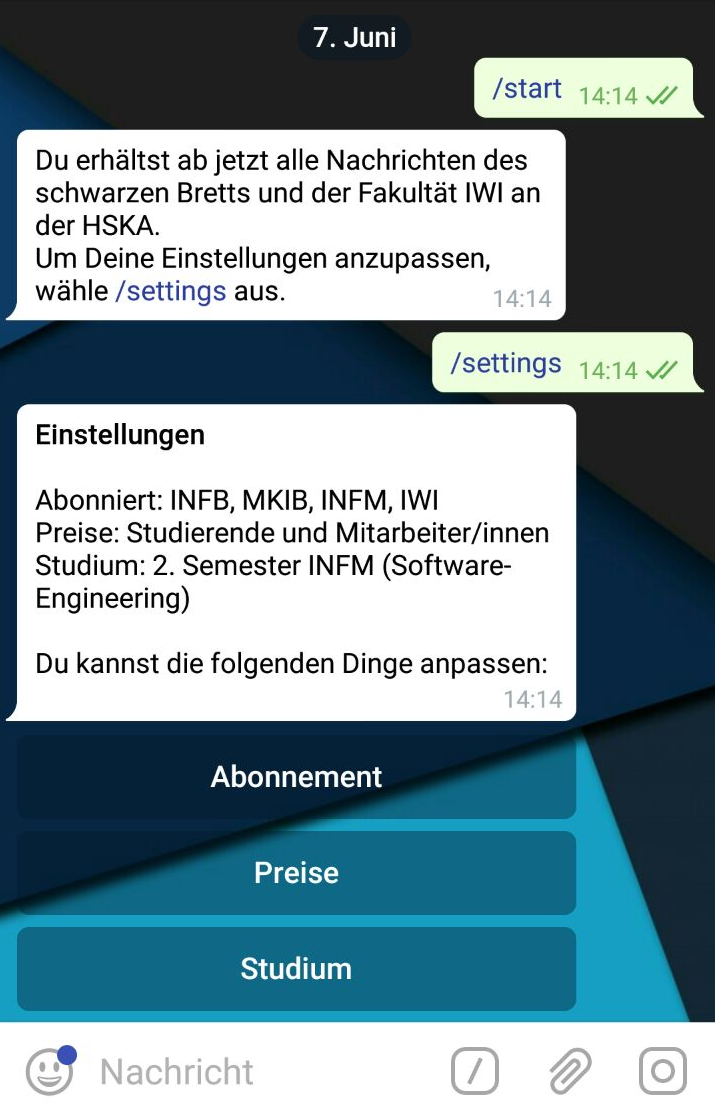 7. Juni
/start 14:14
Du erhältst ab jetzt alle Nachrichten des
schwarzen Bretts und der Fakultät IWI an
der HSKA.
Um Deine Einstellungen anzupassen,
wähle /settings aus.
14:14
/settings 14:14
Einstellungen
Abonniert: INFB, MKIB, INFM, IWI
Preise: Studierende und Mitarbeiter/innen
Studium: 2. Semester INFM (Software-
Engineering)
Du kannst die folgenden Dinge anpassen:
14:14
Abonnement
Preise
Studium
Nachricht